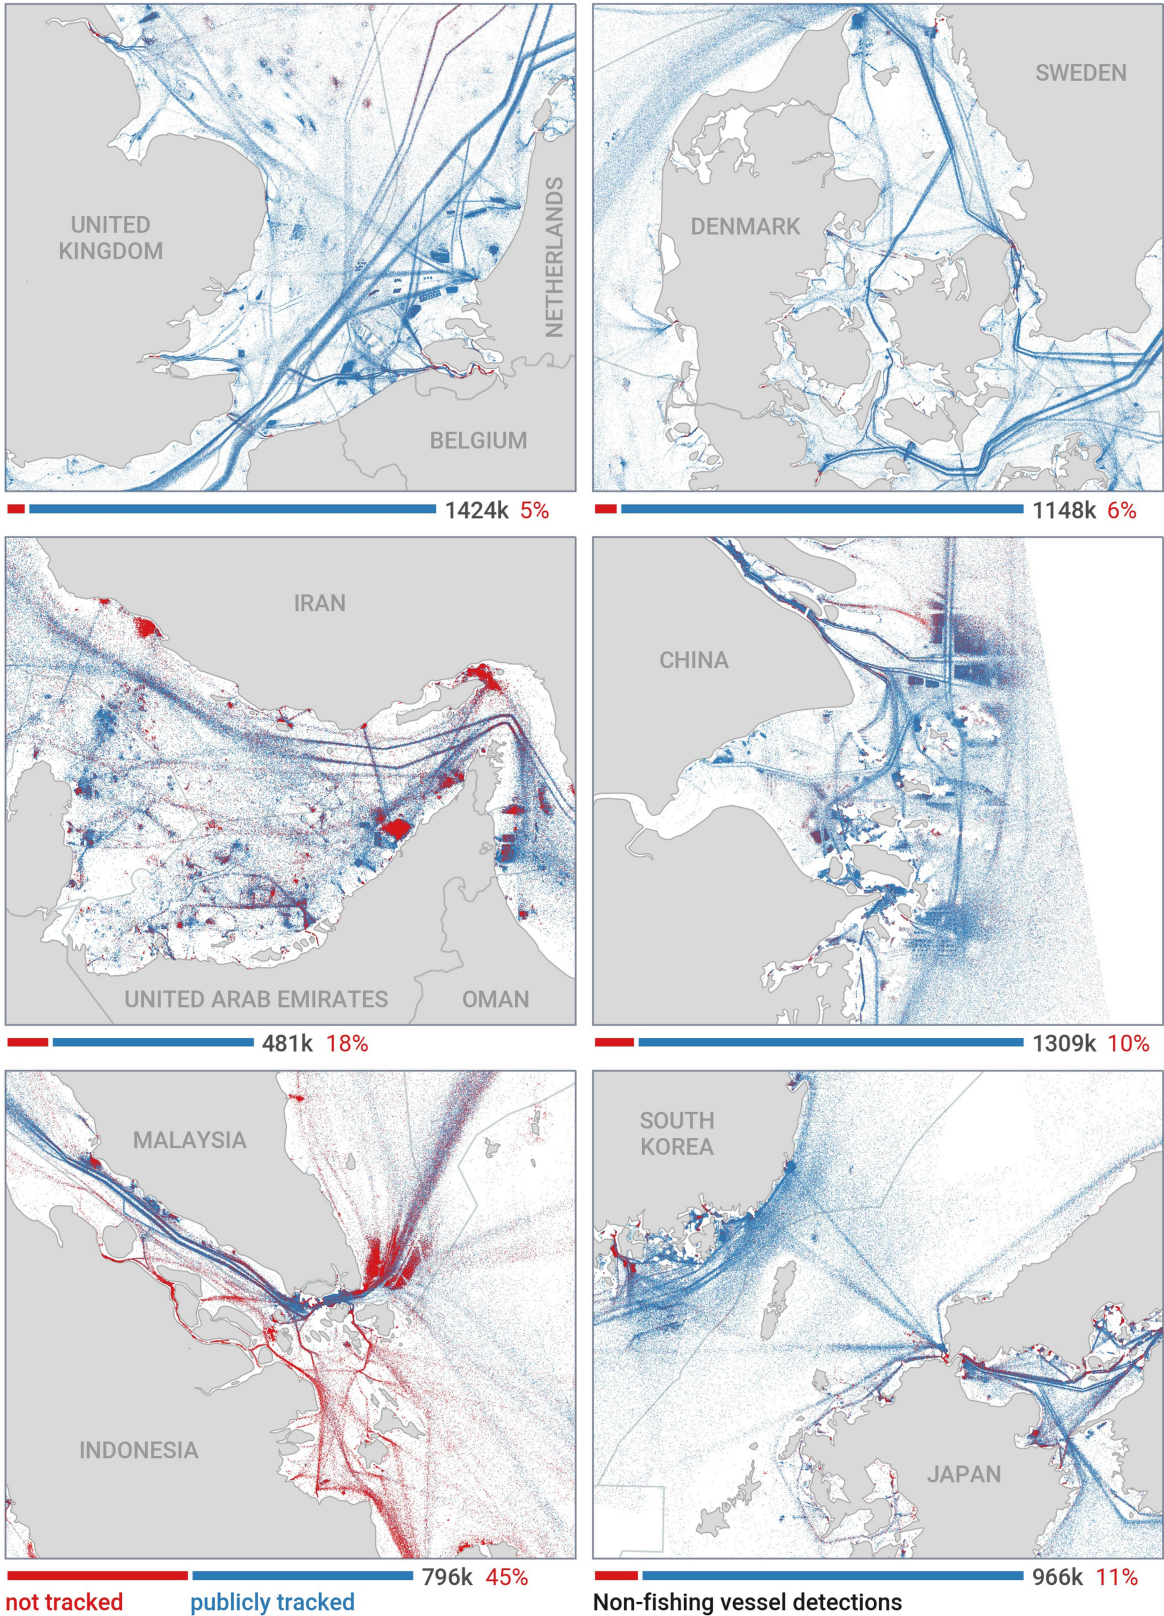 UNITED
KINGDOM
NETHERLANDS
BELGIUM
1424k 5%
SWEDEN
DENMARK
1148k 6%
IRAN
UNITED ARAB EMIRATES
OMAN
481k 18%
CHINA
1309k 10%
MALAYSIA
INDONESIA
796k 45%
SOUTH
KOREA
JAPAN
966k 11%
not tracked
publicly tracked
Non-fishing vessel detections